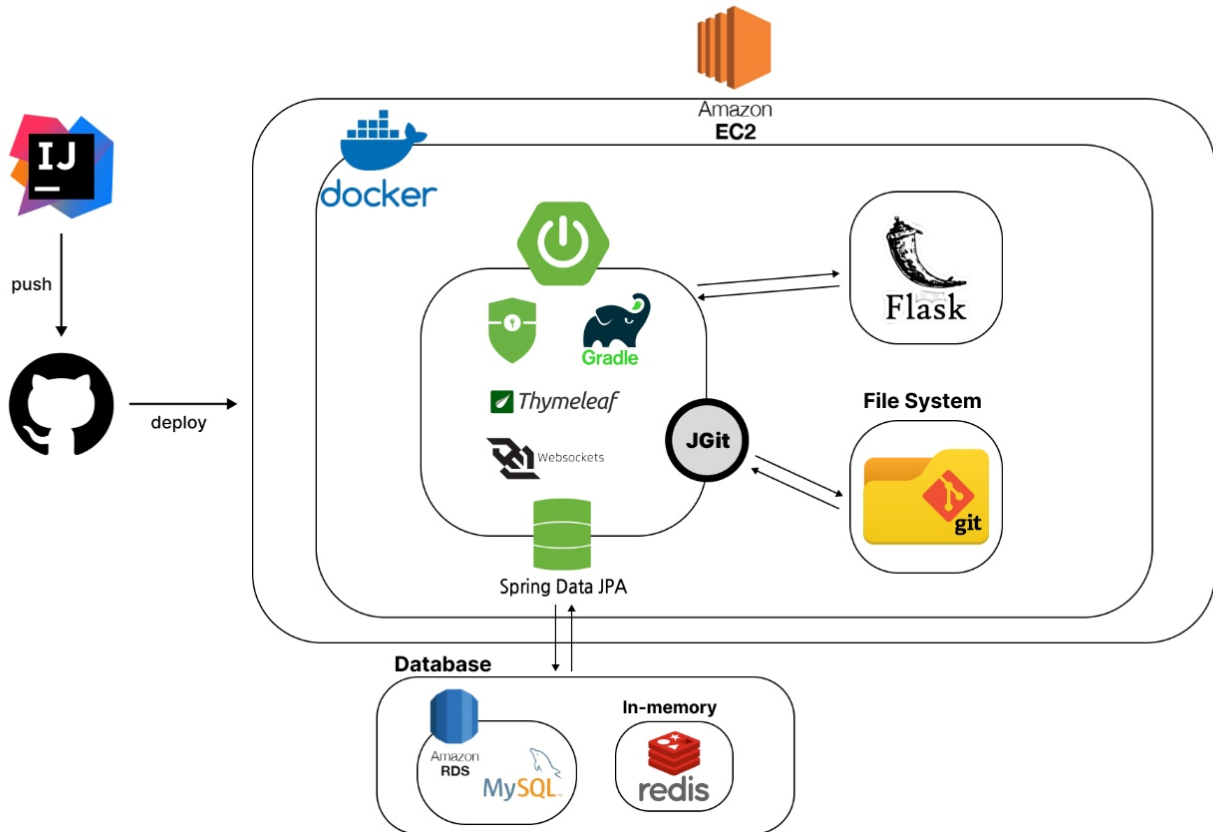 Amazon
EC2
IJ
docker
push
Flask
Gradle
deploy
Thymeleaf
File System
JGit
Websockets
git
Spring Data JPA
Database
In-memory
Amazon
RDS
MySQL
redis